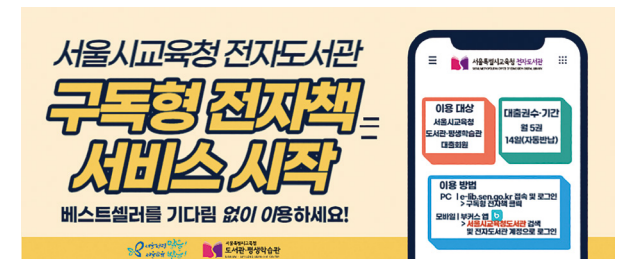 서울시교육청 전자도서관
구독형 전자책
서비스 시작
베스트셀러를 기다림 없이 이용하세요!
서울특별시교육청
도서관·평생학습관
서울특별시교육청 전자도서관
이용 대상
서울시교육청
도서관·평생학습관
대출회원
대출권수·기간
월 5권
14일(자동반납)
이용 방법
PC | e-lib.sen.go.kr 접속 및 로그인
> 구독형 전자책 클릭
모바일 | 부커스 앱
> 서울시교육청도서관 검색
및 전자도서관 계정으로 로그인